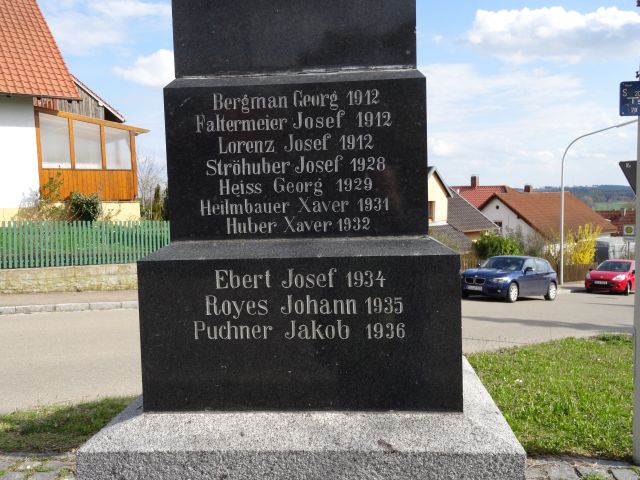 Bergman Georg 1912
Faltermeier Josef 1912
Lorenz Josef 1912
Ströhuber Josef 1928
Heiss Georg 1929
Heilmbauer Xaver 1931
Huber Xaver 1932
Ebert Josef 1934
Royes Johann 1935
Puchner Jakob 1936